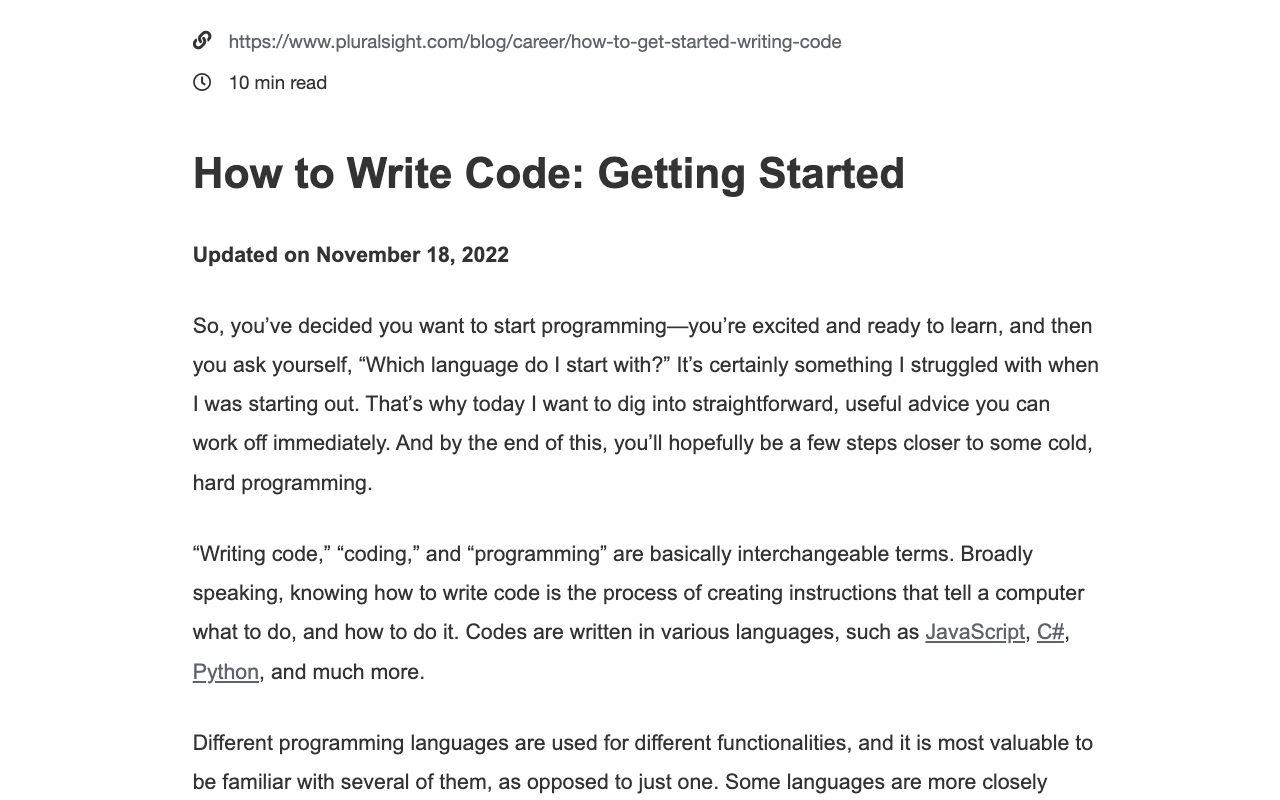 https://www.pluralsight.com/blog/career/how-to-get-started-writing-code
10 min read
How to Write Code: Getting Started
Updated on November 18, 2022
So, you’ve decided you want to start programming—you’re excited and ready to learn, and then
you ask yourself, “Which language do I start with?” It’s certainly something I struggled with when
I was starting out. That’s why today I want to dig into straightforward, useful advice you can
work off immediately. And by the end of this, you’ll hopefully be a few steps closer to some cold,
hard programming.
“Writing code,” “coding,” and “programming” are basically interchangeable terms. Broadly
speaking, knowing how to write code is the process of creating instructions that tell a computer
what to do, and how to do it. Codes are written in various languages, such as JavaScript, C#,
Python, and much more.
Different programming languages are used for different functionalities, and it is most valuable to
be familiar with several of them, as opposed to just one. Some languages are more closely